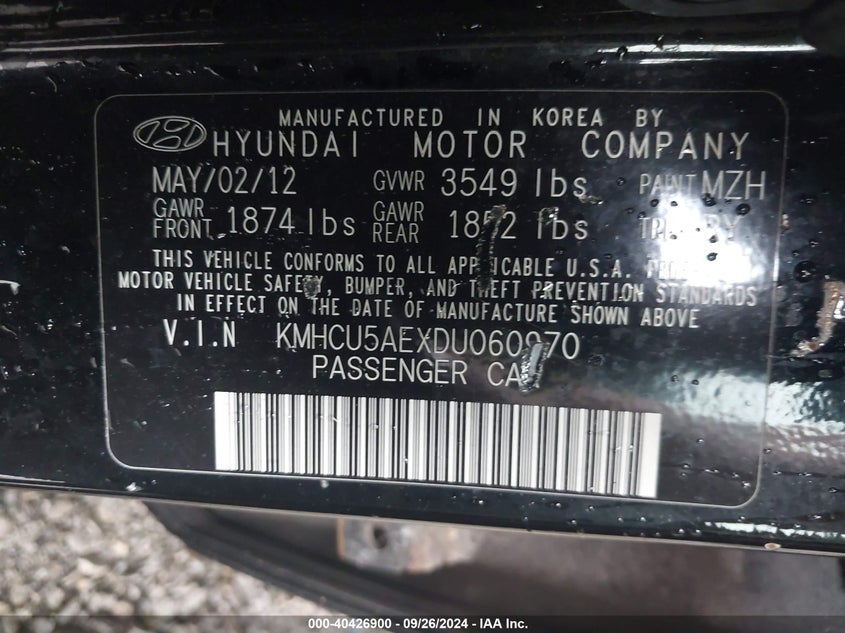 MANUFACTURED IN KOREA BY
HYUNDAI MOTOR COMPANY
MAY/02/12 GVWR 3549 lbs PAINT MZH
GAWR FRONT 1874 lbs GAWR REAR lbs
THIS VEHICLE CONFORMS TO ALL APPLICABLE U.S.A.
MOTOR VEHICLE SAFETY, BUMPER, AND THEFT PREVENTION STANDARDS
IN EFFECT ON THE DATE OF MANUFACTURE SHOWN ABOVE
V.I.N KMHCU5AEXDU060970
PASSENGER CAR
000-40426900 - 09/26/2024 - IAA Inc.